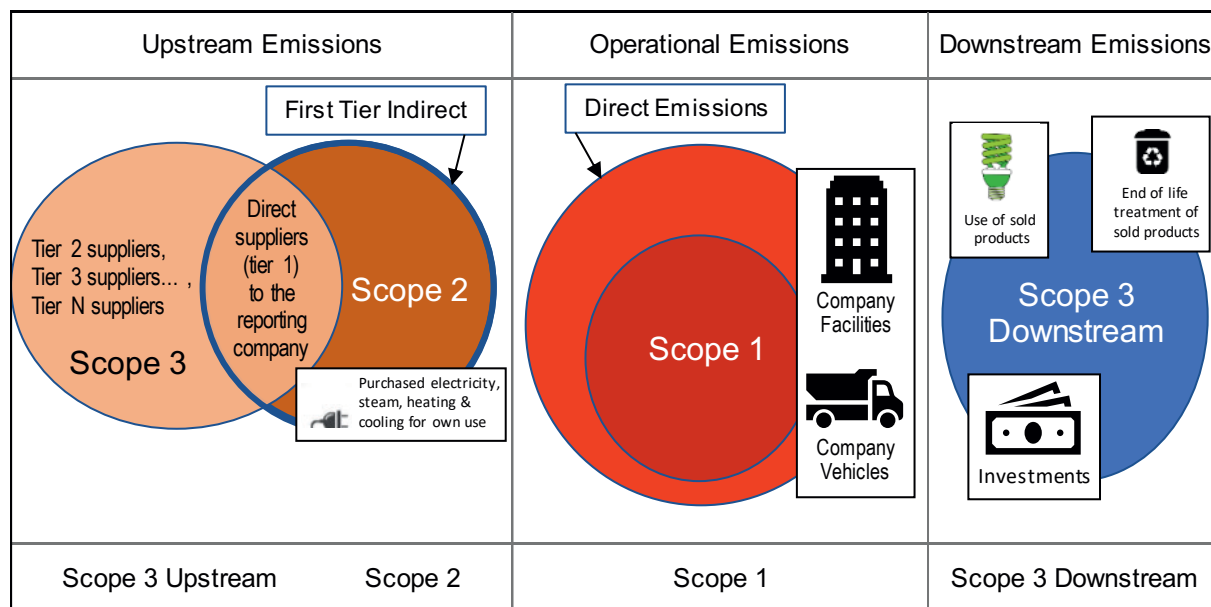 Upstream Emissions
Operational Emissions
Downstream Emissions
First Tier Indirect
Tier 2 suppliers,
Tier 3 suppliers... ,
Tier N suppliers
Scope 3
Direct
suppliers
(tier 1)
to the
reporting
company
Scope 2
Purchased electricity,
steam, heating &
cooling for own use
Direct Emissions
Scope 1
Company
Facilities
Company
Vehicles
Use of sold
products
End of life
treatment of
sold products
Scope 3
Downstream
Investments
Scope 3 Upstream
Scope 2
Scope 1
Scope 3 Downstream